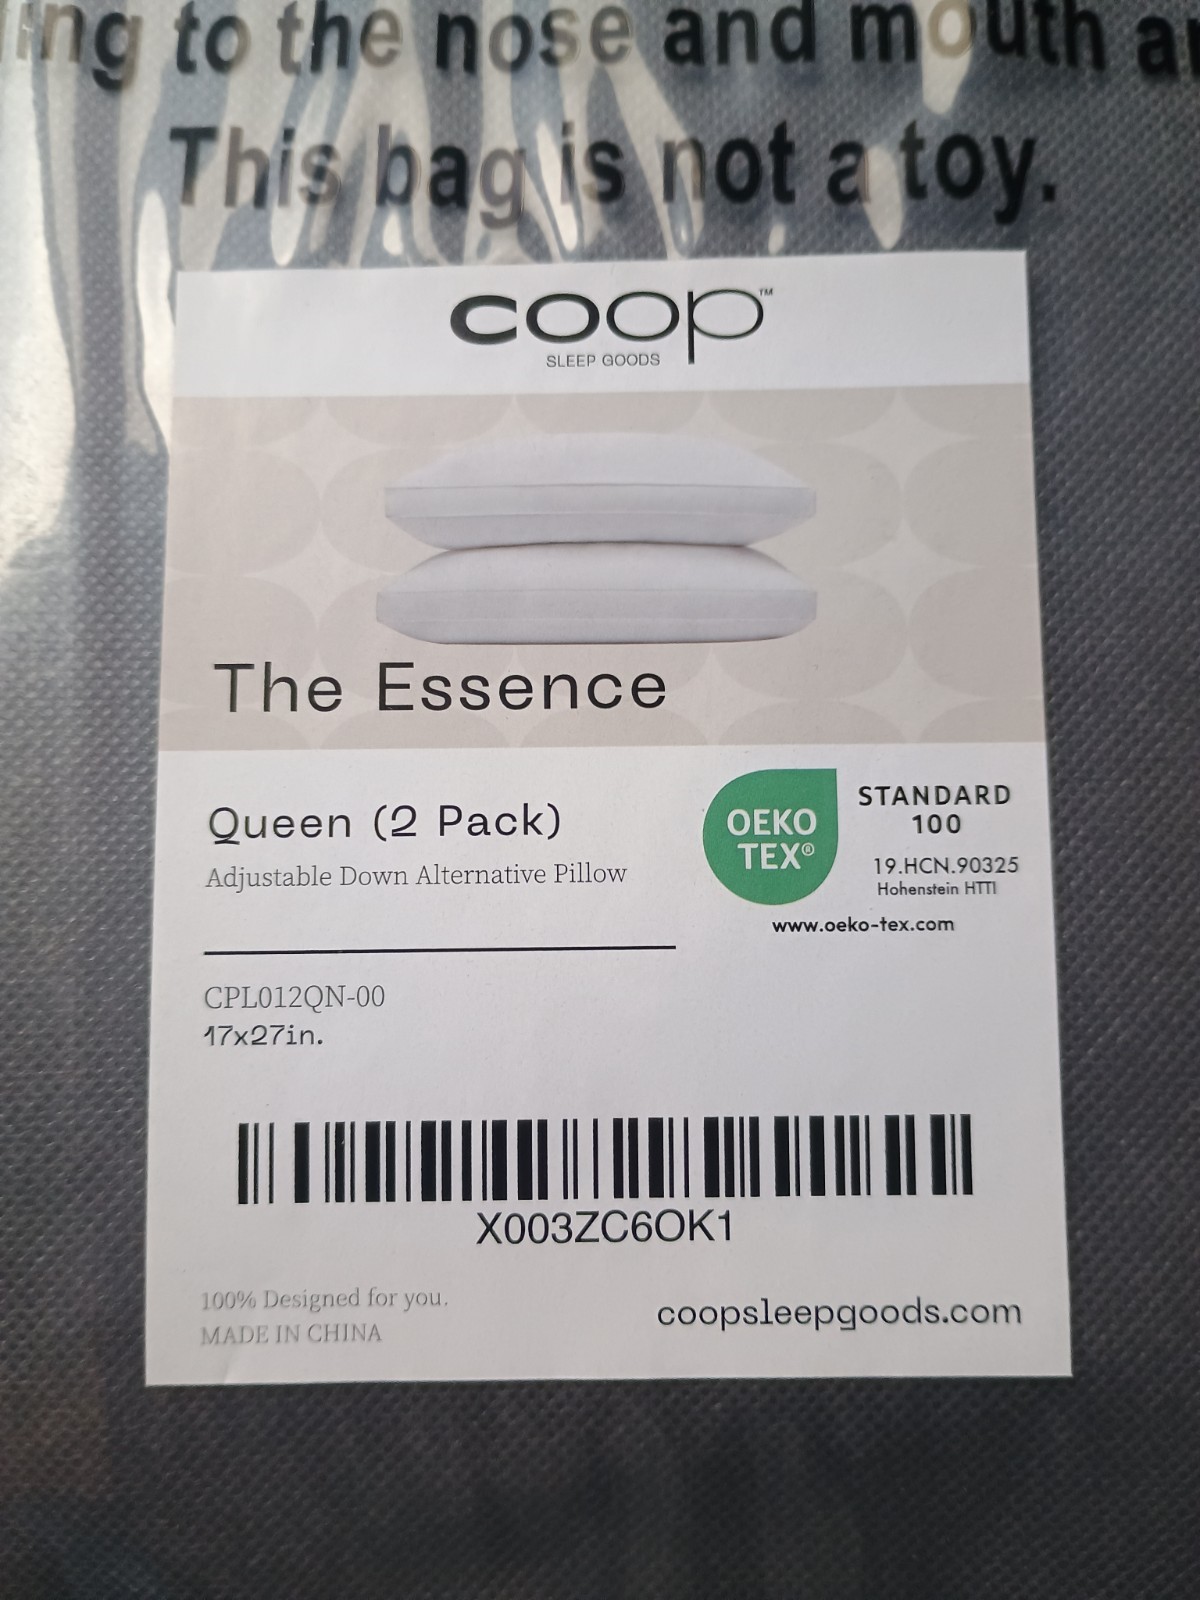 ing to the nose and mouth a
This bag is not a toy.
coop™
SLEEP GOODS
The Essence
Queen (2 Pack)
Adjustable Down Alternative Pillow
OEKO
TEX®
STANDARD
100
19.HCN.90325
Hohenstein HTTI
www.oeko-tex.com
CPL012QN-00
17x27in.
X003ZC6OK1
100% Designed for you.
MADE IN CHINA
coopsleepgoods.com